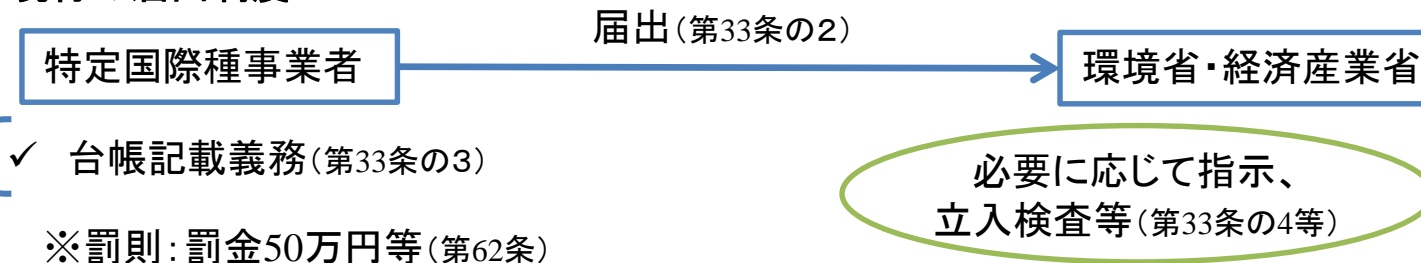 届出(第33条の2)
特定国際種事業者
環境省・経済産業省
✓ 台帳記載義務(第33条の3)
必要に応じて指示、
立入検査等(第33条の4等)
※罰則:罰金50万円等(第62条)